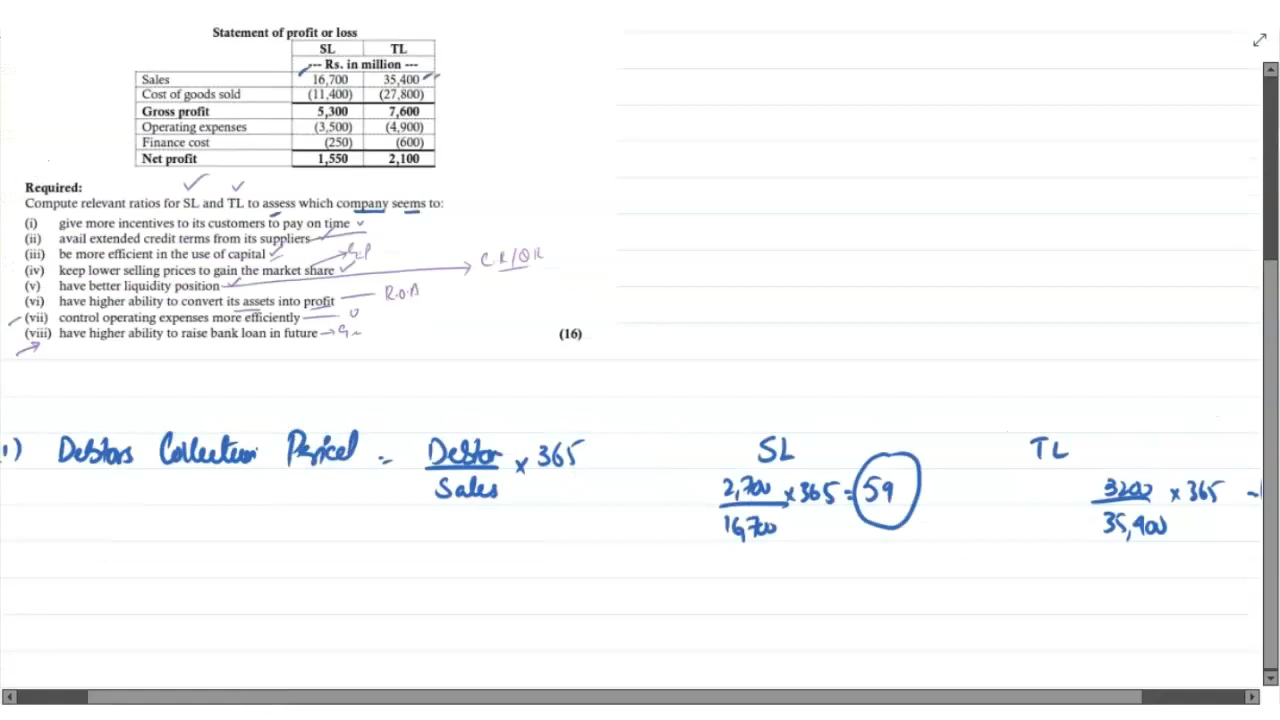 Statement of profit or loss
SL TL
--- Rs. in million ---
Sales 16,700 35,400
Cost of goods sold (11,400) (27,800)
Gross profit 5,300 7,600
Operating expenses (3,500) (4,900)
Finance cost (250) (600)
Net profit 1,550 2,100
Required:
Compute relevant ratios for SL and TL to assess which company seems to:
(i) give more incentives to its customers to pay on time
(ii) avail extended credit terms from its suppliers
(iii) be more efficient in the use of capital
(iv) keep lower selling prices to gain the market share
(v) have better liquidity position
(vi) have higher ability to convert its assets into profit
(vii) control operating expenses more efficiently
(viii) have higher ability to raise bank loan in future (16)
G.P
C.R/Q.R
R.O.A
1) Debtors Collection Period = Debtor × 365
Sales
SL TL
2,700 × 365 = 59
16,700
× 365
35,400